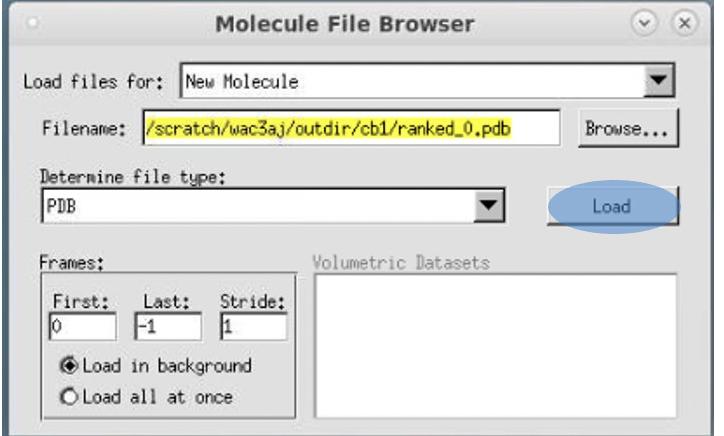 Molecule File Browser
Load files for: New Molecule
Filename: /scratch/wac3aj/outdir/cb1/ranked_0.pdb Browse...
Determine file type:
PDB Load
Frames: Volumetric Datasets
First: Last: Stride:
0 -1 1
Load in background
Load all at once